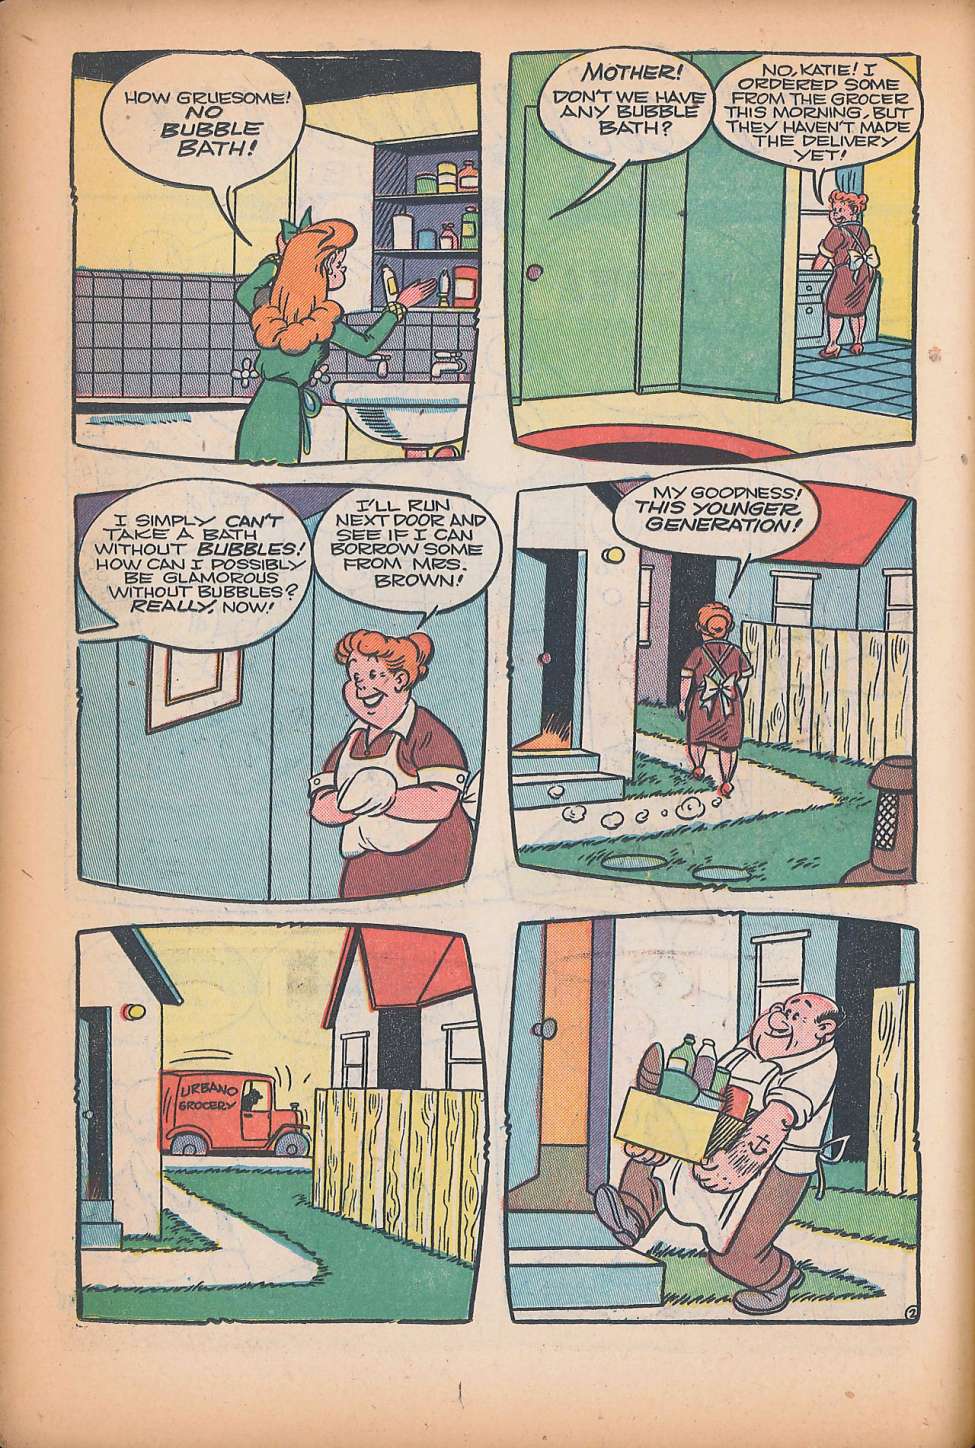 HOW GRUESOME!
NO
BUBBLE
BATH!
MOTHER!
DON'T WE HAVE
ANY BUBBLE
BATH?
NO, KATIE! I
ORDERED SOME
FROM THE GROCER
THIS MORNING, BUT
THEY HAVEN'T MADE
THE DELIVERY
YET!
I SIMPLY CAN'T
TAKE A BATH
WITHOUT BUBBLES!
HOW CAN I POSSIBLY
BE GLAMOROUS
WITHOUT BUBBLES?
REALLY, NOW!
I'LL RUN
NEXT DOOR AND
SEE IF I CAN
BORROW SOME
FROM MRS.
BROWN!
MY GOODNESS!
THIS YOUNGER
GENERATION!
URBANO
GROCERY
2